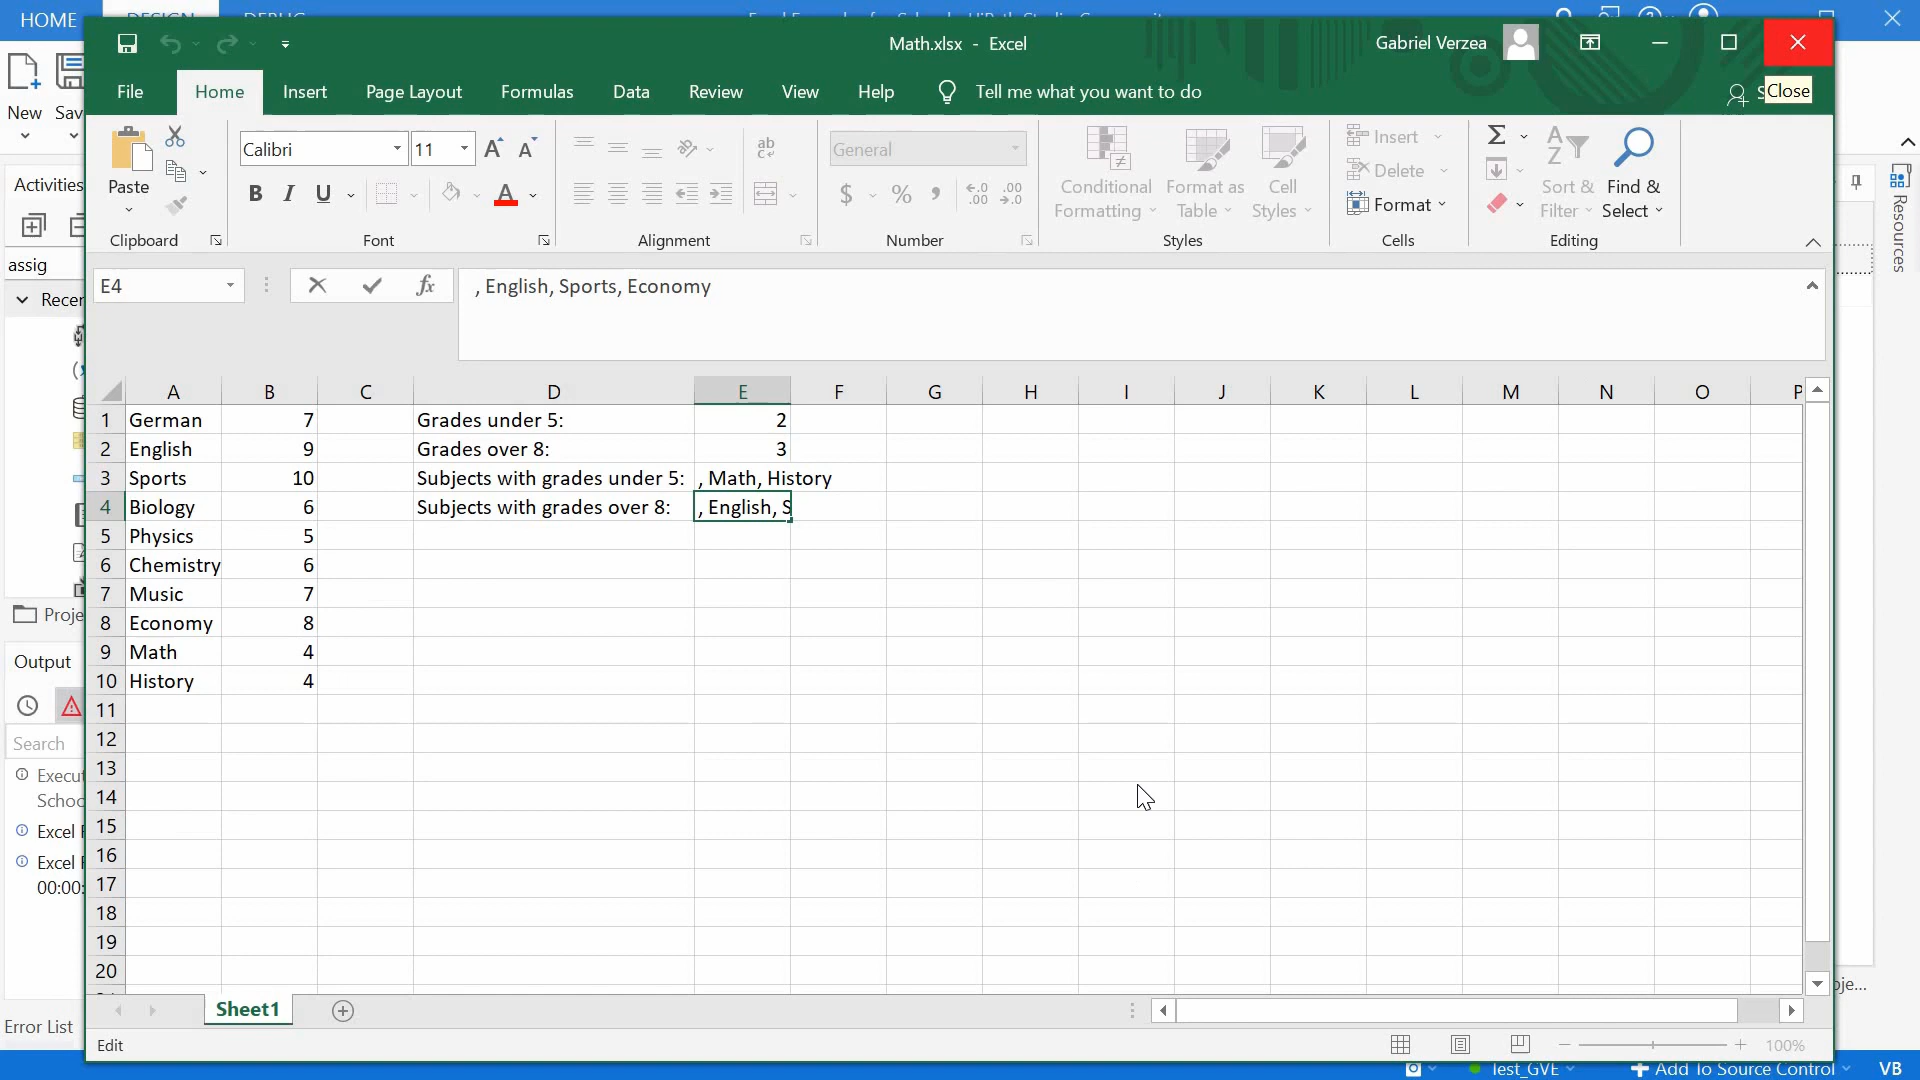 HOME
Math.xlsx - Excel
Gabriel Verzea
New
File
Home
Insert
Page Layout
Formulas
Data
Review
View
Help
Tell me what you want to do
Close
Calibri
11
General
Paste
Conditional Formatting
Format as Table
Cell Styles
Insert
Delete
Format
Sort & Filter
Find & Select
Clipboard
Font
Alignment
Number
Styles
Cells
Editing
Activities
Resources
assig
E4
fx
, English, Sports, Economy
A B C D E F G H I J K L M N O P
1 German 7 Grades under 5: 2
2 English 9 Grades over 8: 3
3 Sports 10 Subjects with grades under 5: , Math, History
4 Biology 6 Subjects with grades over 8: , English, S
5 Physics 5
6 Chemistry 6
7 Music 7
8 Economy 8
9 Math 4
10 History 4
11
12
13
14
15
16
17
18
19
20
Output
Search
Excel
Excel
00:00:
Error List
Sheet1
Edit
100%
Test_GVE
Add To Source Control
VB